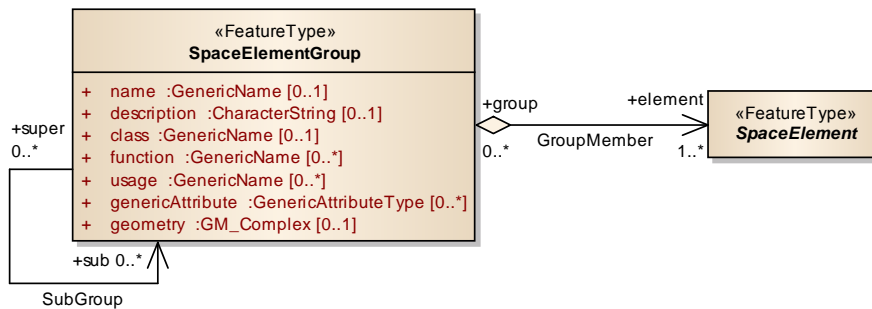 «FeatureType»
SpaceElementGroup
+ name :GenericName [0..1]
+ description :CharacterString [0..1]
+ class :GenericName [0..1]
+ function :GenericName [0..*]
+ usage :GenericName [0..*]
+ genericAttribute :GenericAttributeType [0..*]
+ geometry :GM_Complex [0..1]
+super
0..*
+sub 0..*
SubGroup
+group
0..*
GroupMember
+element
1..*
«FeatureType»
SpaceElement